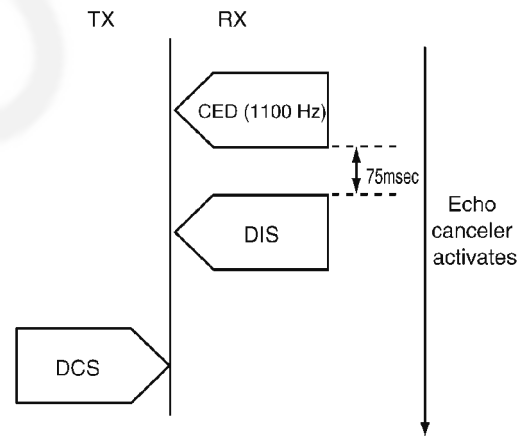 TX RX
CED (1100 Hz)
75msec
DIS
Echo
canceler
activates
DCS